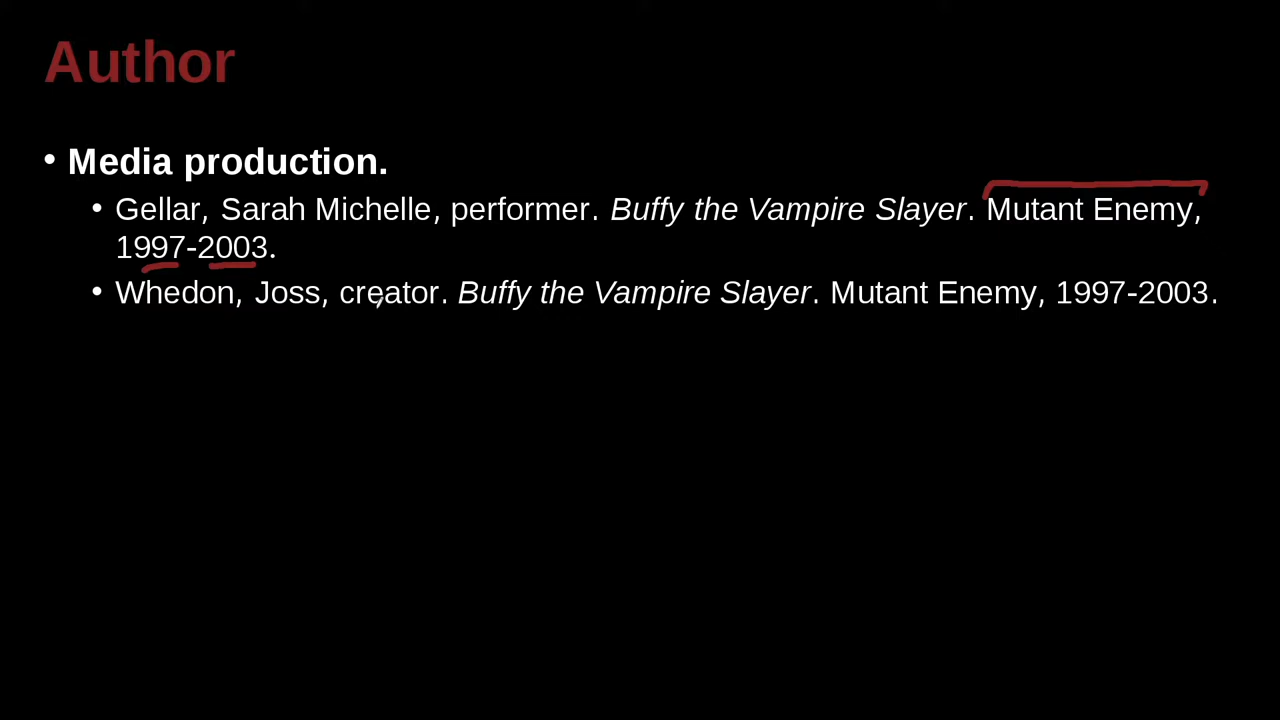 Author
• Media production.
• Gellar, Sarah Michelle, performer. Buffy the Vampire Slayer. Mutant Enemy,
1997-2003.
• Whedon, Joss, creator. Buffy the Vampire Slayer. Mutant Enemy, 1997-2003.